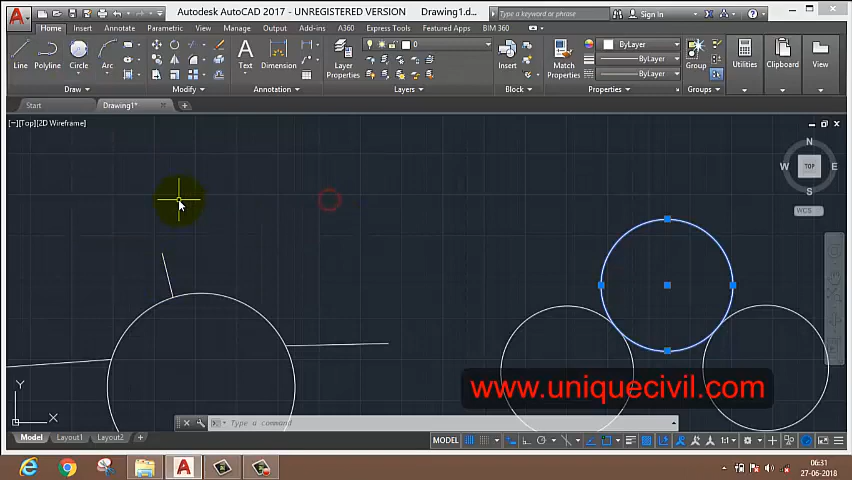 Autodesk AutoCAD 2017 - UNREGISTERED VERSION Drawing1.d... Type a keyword or phrase Sign In
Home Insert Annotate Parametric View Manage Output Add-ins A360 Express Tools Featured Apps BIM 360
Line Polyline Circle Arc Text Dimension Layer Properties 0 Insert Match Properties ByLayer ByLayer ByLayer Group Utilities Clipboard View
Draw Modify Annotation Layers Block Properties Groups
Start Drawing1*
[−][Top][2D Wireframe]
N
W TOP E
S
WCS
www.uniquecivil.com
Y
X
Type a command
Model Layout1 Layout2 MODEL 1:1
06:31
27-06-2018